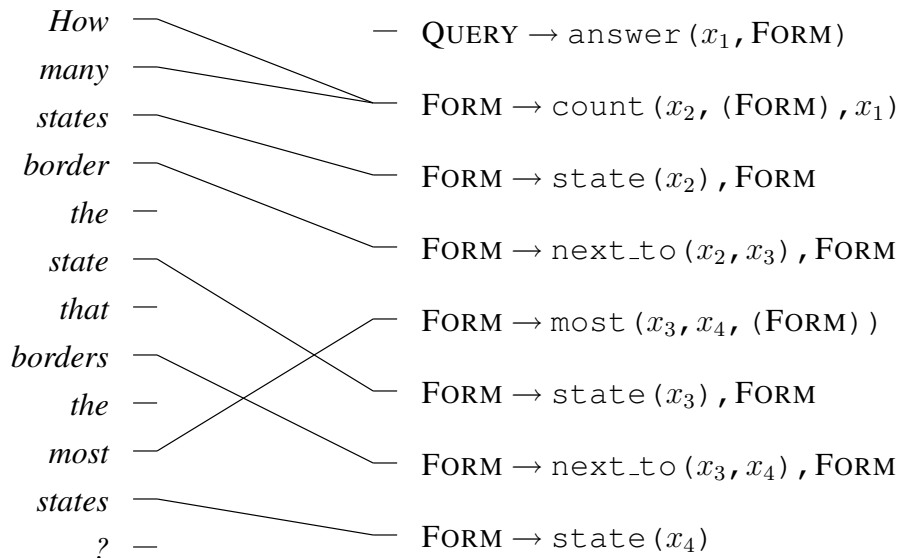 How
many
states
border
the
state
that
borders
the
most
states
?
QUERY → answer(x₁,FORM)
FORM → count(x₂,(FORM),x₁)
FORM → state(x₂),FORM
FORM → next_to(x₂,x₃),FORM
FORM → most(x₃,x₄,(FORM))
FORM → state(x₃),FORM
FORM → next_to(x₃,x₄),FORM
FORM → state(x₄)